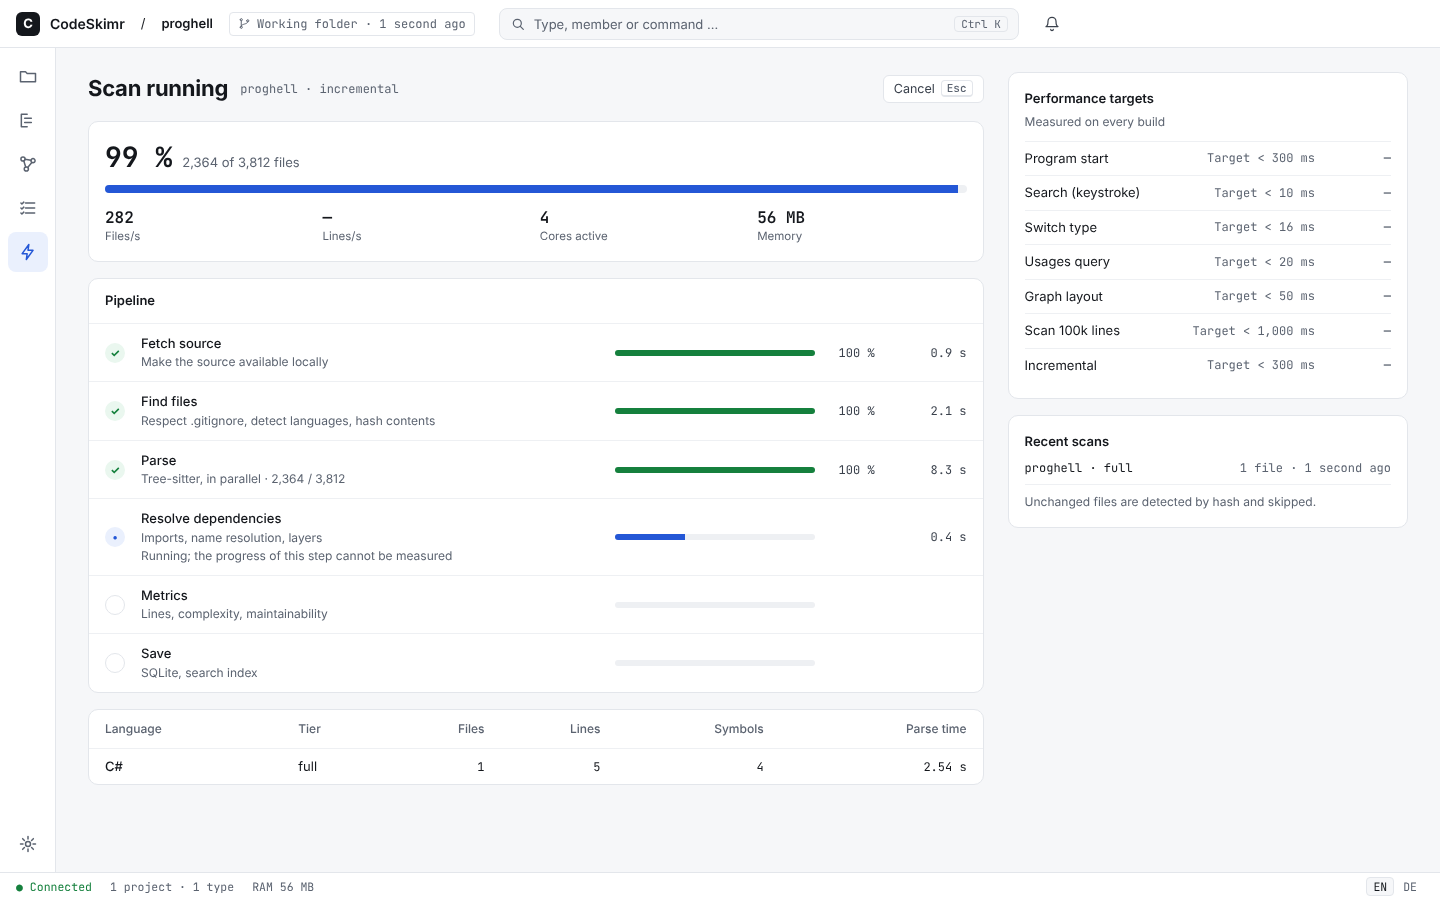 C CodeSkimr / proghell Working folder · 1 second ago Type, member or command ... Ctrl K
Scan running proghell · incremental Cancel Esc
99 % 2,364 of 3,812 files
282 — 4 56 MB
Files/s Lines/s Cores active Memory
Pipeline
Fetch source
Make the source available locally
100 % 0.9 s
Find files
Respect .gitignore, detect languages, hash contents
100 % 2.1 s
Parse
Tree-sitter, in parallel · 2,364 / 3,812
100 % 8.3 s
Resolve dependencies
Imports, name resolution, layers
Running; the progress of this step cannot be measured
0.4 s
Metrics
Lines, complexity, maintainability
Save
SQLite, search index
Language Tier Files Lines Symbols Parse time
C# full 1 5 4 2.54 s
Performance targets
Measured on every build
Program start Target < 300 ms —
Search (keystroke) Target < 10 ms —
Switch type Target < 16 ms —
Usages query Target < 20 ms —
Graph layout Target < 50 ms —
Scan 100k lines Target < 1,000 ms —
Incremental Target < 300 ms —
Recent scans
proghell · full 1 file · 1 second ago
Unchanged files are detected by hash and skipped.
Connected 1 project · 1 type RAM 56 MB EN DE